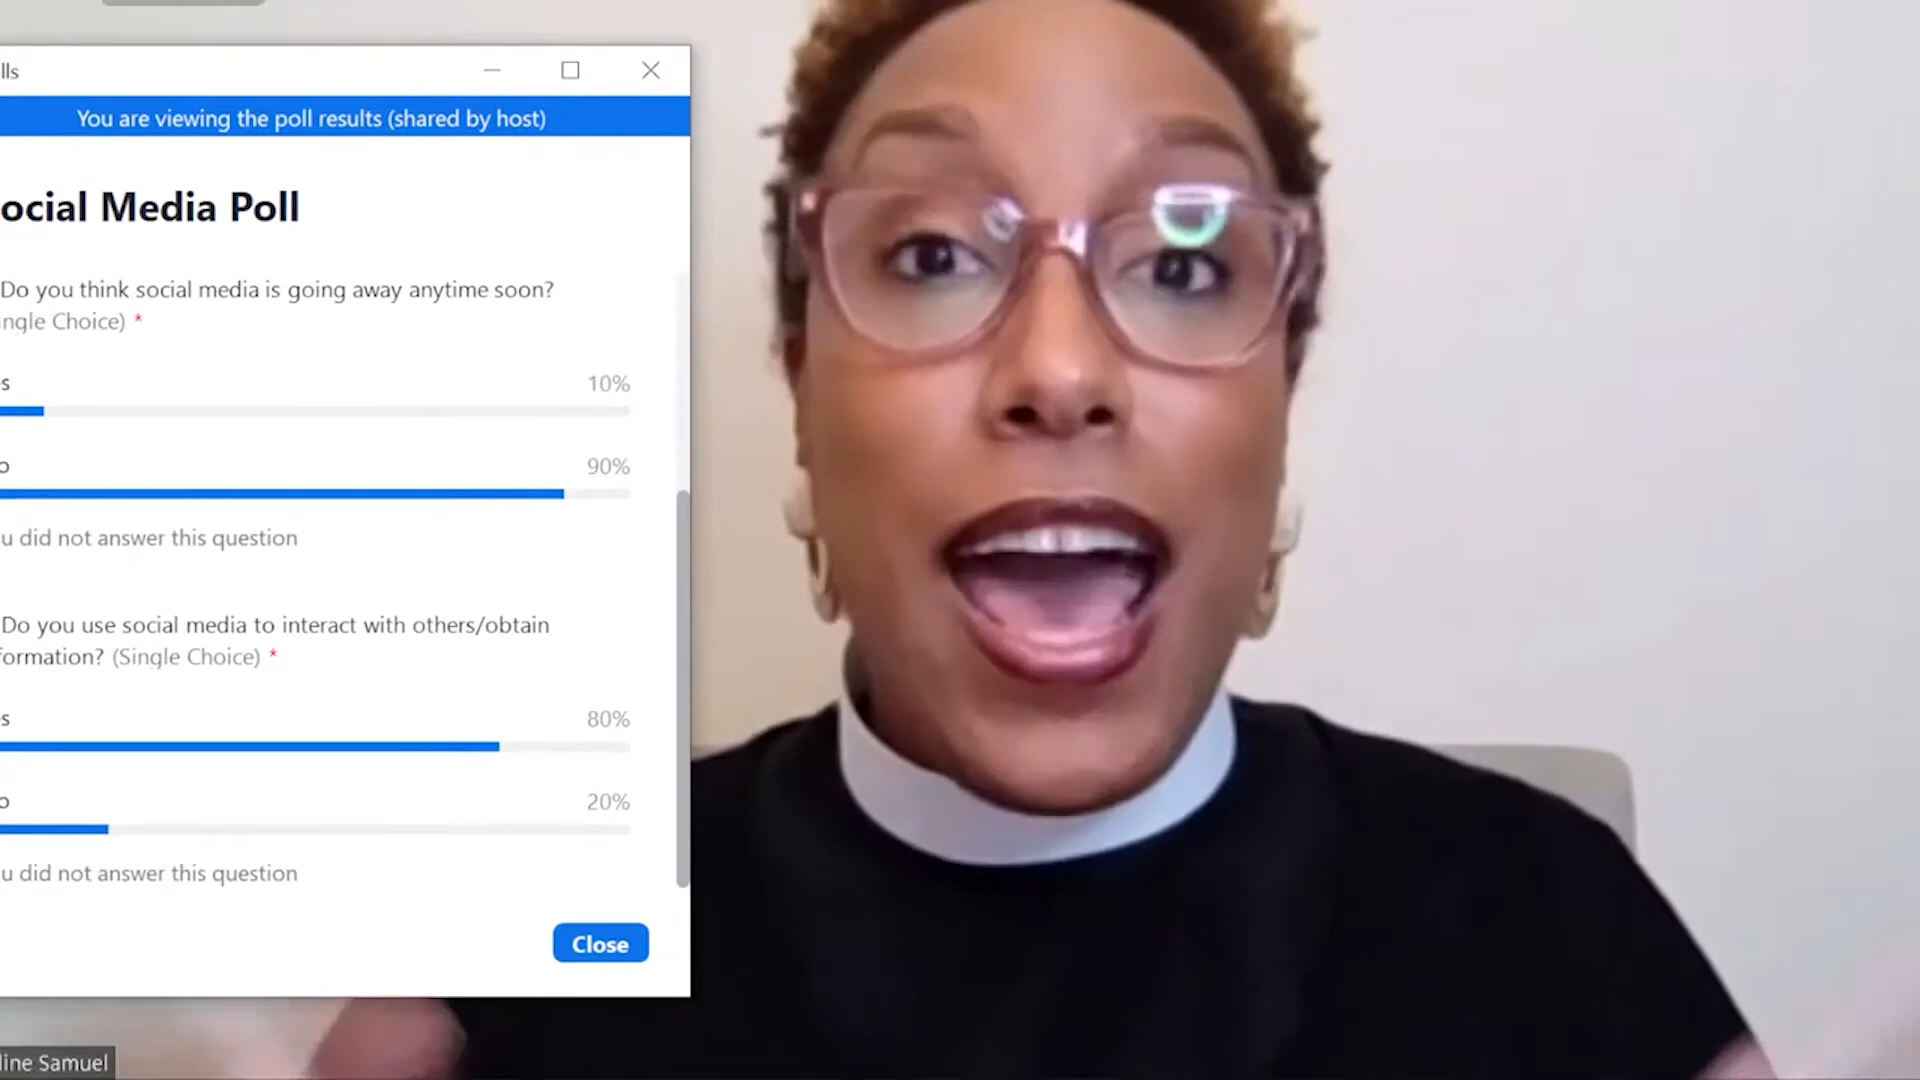 lls
You are viewing the poll results (shared by host)
ocial Media Poll
Do you think social media is going away anytime soon?
ngle Choice) *
s 10%
o 90%
u did not answer this question
Do you use social media to interact with others/obtain
formation? (Single Choice) *
s 80%
o 20%
u did not answer this question
Close
line Samuel